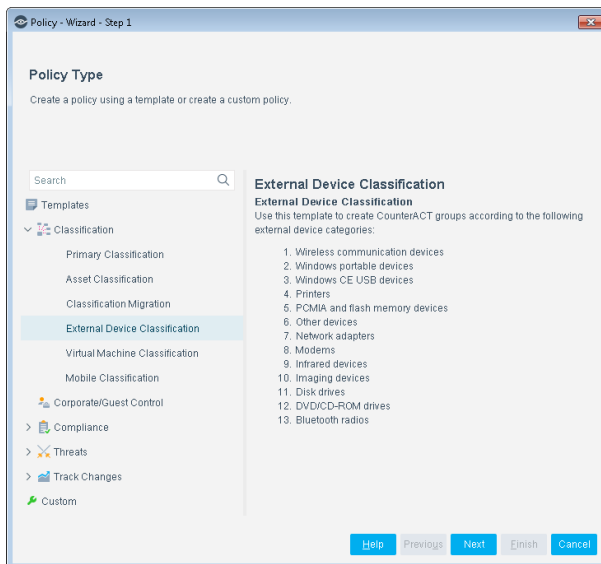 Policy - Wizard - Step 1
Policy Type
Create a policy using a template or create a custom policy.
Search
Templates
Classification
Primary Classification
Asset Classification
Classification Migration
External Device Classification
Virtual Machine Classification
Mobile Classification
Corporate/Guest Control
Compliance
Threats
Track Changes
Custom
External Device Classification
External Device Classification
Use this template to create CounterACT groups according to the following
external device categories:
1. Wireless communication devices
2. Windows portable devices
3. Windows CE USB devices
4. Printers
5. PCMIA and flash memory devices
6. Other devices
7. Network adapters
8. Modems
9. Infrared devices
10. Imaging devices
11. Disk drives
12. DVD/CD-ROM drives
13. Bluetooth radios
Help Previous Next Finish Cancel